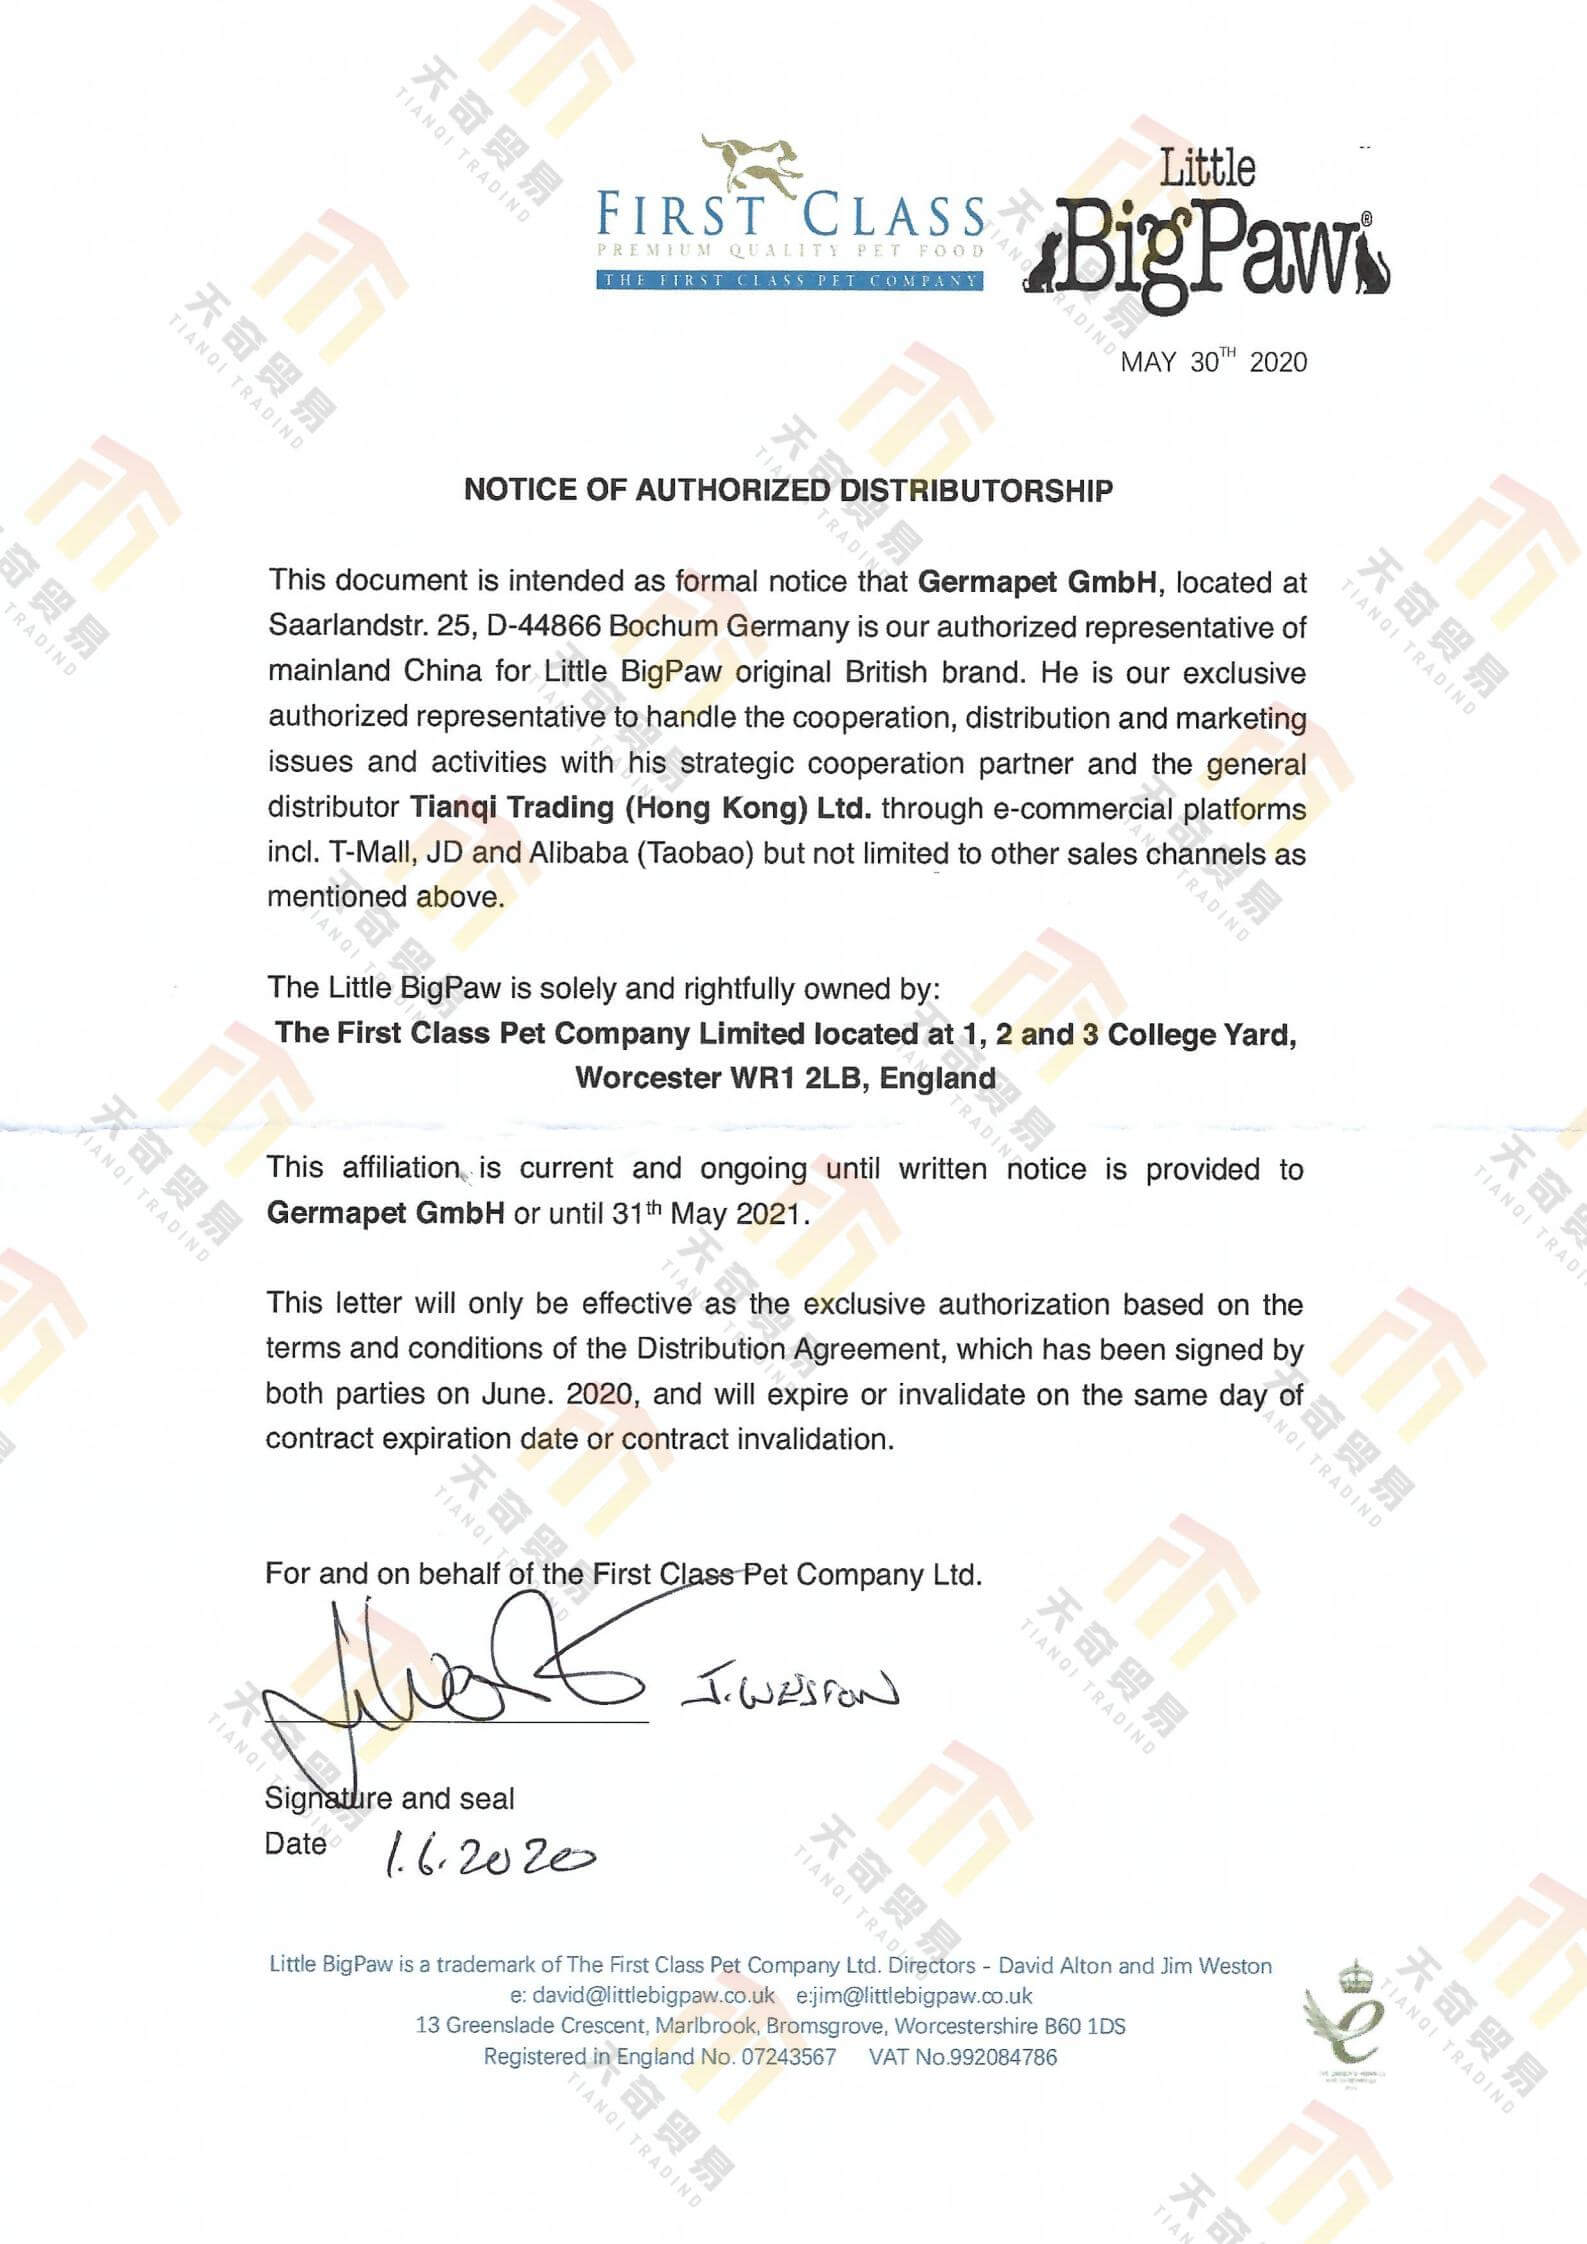 FIRST CLASS
PREMIUM QUALITY PET FOOD
THE FIRST CLASS PET COMPANY
Little
BigPaw®
MAY 30TH 2020
NOTICE OF AUTHORIZED DISTRIBUTORSHIP
This document is intended as formal notice that Germapet GmbH, located at
Saarlandstr. 25, D-44866 Bochum Germany is our authorized representative of
mainland China for Little BigPaw original British brand. He is our exclusive
authorized representative to handle the cooperation, distribution and marketing
issues and activities with his strategic cooperation partner and the general
distributor Tianqi Trading (Hong Kong) Ltd. through e-commercial platforms
incl. T-Mall, JD and Alibaba (Taobao) but not limited to other sales channels as
mentioned above.
The Little BigPaw is solely and rightfully owned by:
The First Class Pet Company Limited located at 1, 2 and 3 College Yard,
Worcester WR1 2LB, England
This affiliation is current and ongoing until written notice is provided to
Germapet GmbH or until 31th May 2021.
This letter will only be effective as the exclusive authorization based on the
terms and conditions of the Distribution Agreement, which has been signed by
both parties on June. 2020, and will expire or invalidate on the same day of
contract expiration date or contract invalidation.
For and on behalf of the First Class Pet Company Ltd.
J. WESTON
Signature and seal
Date 1.6.2020
Little BigPaw is a trademark of The First Class Pet Company Ltd. Directors - David Alton and Jim Weston
e: david@littlebigpaw.co.uk e:jim@littlebigpaw.co.uk
13 Greenslade Crescent, Marlbrook, Bromsgrove, Worcestershire B60 1DS
Registered in England No. 07243567 VAT No.992084786
天奇贸易
TIANQI TRADIND